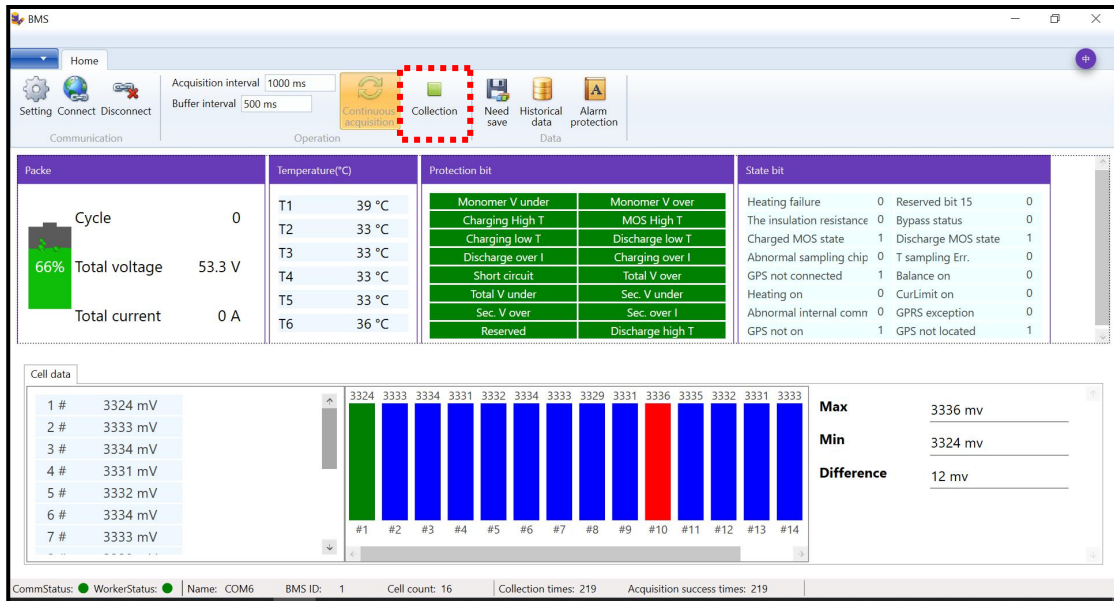 BMS
Home
中
Setting Connect Disconnect
Communication
Acquisition interval 1000 ms
Buffer interval 500 ms
Continuous acquisition
Collection
Operation
Need save
Historical data
Alarm protection
Data
Packe
Cycle 0
66% Total voltage 53.3 V
Total current 0 A
Temperature(°C)
T1 39 °C
T2 33 °C
T3 33 °C
T4 33 °C
T5 33 °C
T6 36 °C
Protection bit
Monomer V under Monomer V over
Charging High T MOS High T
Charging low T Discharge low T
Discharge over I Charging over I
Short circuit Total V over
Total V under Sec. V under
Sec. V over Sec. over I
Reserved Discharge high T
State bit
Heating failure 0 Reserved bit 15 0
The insulation resistance 0 Bypass status 0
Charged MOS state 1 Discharge MOS state 1
Abnormal sampling chip 0 T sampling Err. 0
GPS not connected 1 Balance on 0
Heating on 0 CurLimit on 0
Abnormal internal comm 0 GPRS exception 0
GPS not on 1 GPS not located 1
Cell data
1 # 3324 mV
2 # 3333 mV
3 # 3334 mV
4 # 3331 mV
5 # 3332 mV
6 # 3334 mV
7 # 3333 mV
3324 3333 3334 3331 3332 3334 3333 3329 3331 3336 3335 3332 3331 3333
#1 #2 #3 #4 #5 #6 #7 #8 #9 #10 #11 #12 #13 #14
Max 3336 mv
Min 3324 mv
Difference 12 mv
CommStatus: WorkerStatus: Name: COM6 BMS ID: 1 Cell count: 16 Collection times: 219 Acquisition success times: 219